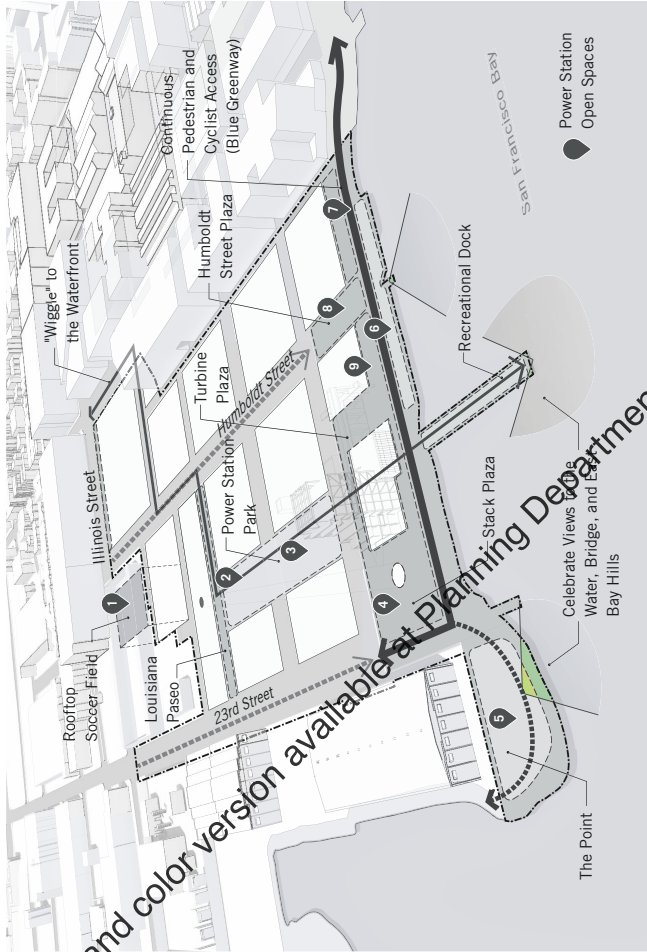 Rooftop
Soccer Field
Louisiana
Paseo
Illinois Street
"Wiggle" to
the Waterfront
Continuous
Pedestrian and
Cyclist Access
(Blue Greenway)
Humboldt
Street Plaza
Turbine
Plaza
Humboldt Street
Power Station
Park
23rd Street
1
2
3
4
5
6
7
8
9
Stack Plaza
Recreational Dock
Celebrate Views to the
Water, Bridge, and East
Bay Hills
The Point
San Francisco Bay
Power Station
Open Spaces
and color version available at Planning Department